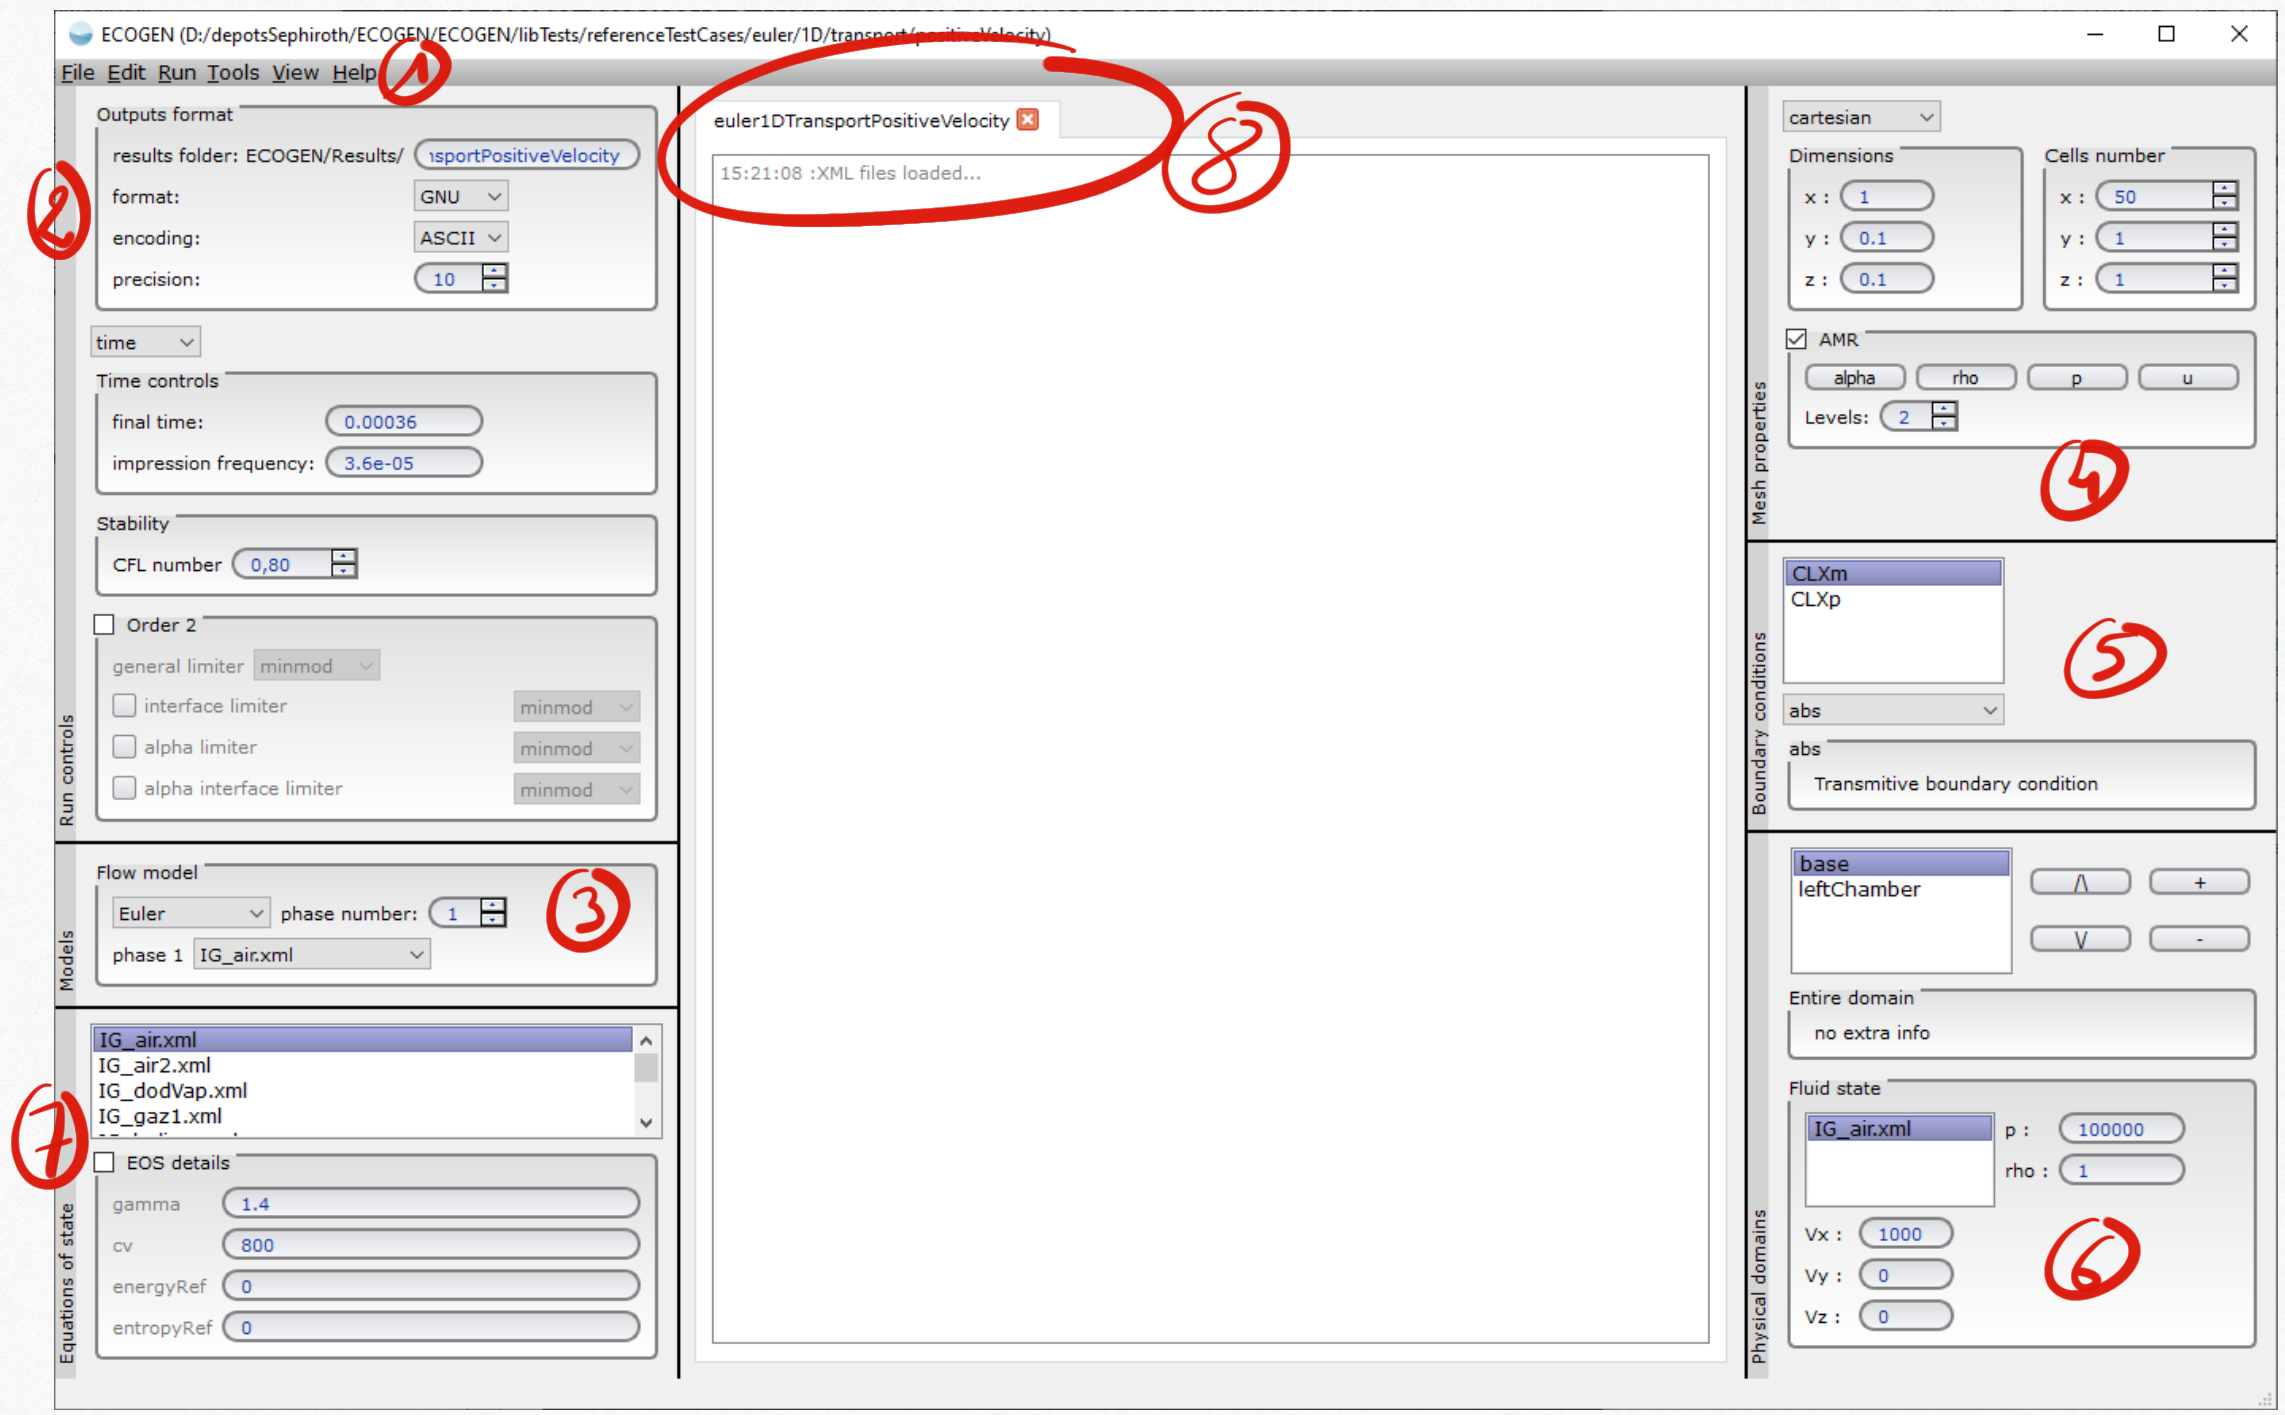 ECOGEN (D:/depotsSephiroth/ECOGEN/ECOGEN/libTests/referenceTestCases/euler/1D/transport/positiveVelocity)
File Edit Run Tools View Help
1
Outputs format
results folder: ECOGEN/Results/ nsportPositiveVelocity
format: GNU
encoding: ASCII
precision: 10
2
time
Time controls
final time: 0.00036
impression frequency: 3.6e-05
Stability
CFL number 0,80
Order 2
general limiter minmod
interface limiter minmod
alpha limiter minmod
alpha interface limiter minmod
Run controls
Flow model
Euler phase number: 1
phase 1 IG_air.xml
3
Models
IG_air.xml
IG_air2.xml
IG_dodVap.xml
IG_gaz1.xml
7
EOS details
gamma 1.4
cv 800
energyRef 0
entropyRef 0
Equations of state
euler1DTransportPositiveVelocity
15:21:08 :XML files loaded...
8
cartesian
Dimensions
x : 1
y : 0.1
z : 0.1
Cells number
x : 50
y : 1
z : 1
AMR
alpha rho p u
Levels: 2
4
Mesh properties
CLXm
CLXp
abs
abs
Transmitive boundary condition
5
Boundary conditions
base
leftChamber
/\ +
\/ -
Entire domain
no extra info
Fluid state
IG_air.xml
p : 100000
rho : 1
Vx : 1000
Vy : 0
Vz : 0
6
Physical domains